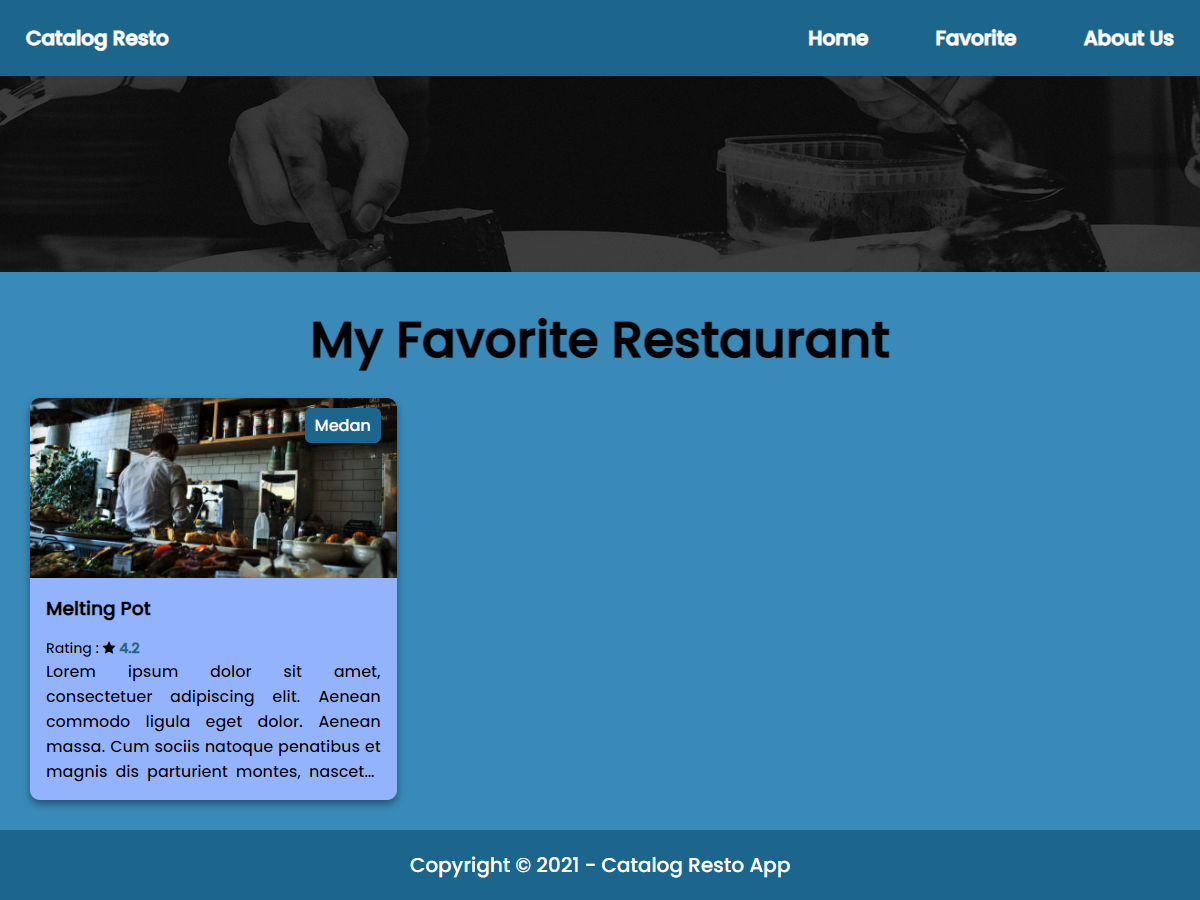 Catalog Resto
Home
Favorite
About Us
My Favorite Restaurant
Medan
Melting Pot
Rating : ★ 4.2
Lorem ipsum dolor sit amet,
consectetuer adipiscing elit. Aenean
commodo ligula eget dolor. Aenean
massa. Cum sociis natoque penatibus et
magnis dis parturient montes, nascet...
Copyright © 2021 - Catalog Resto App